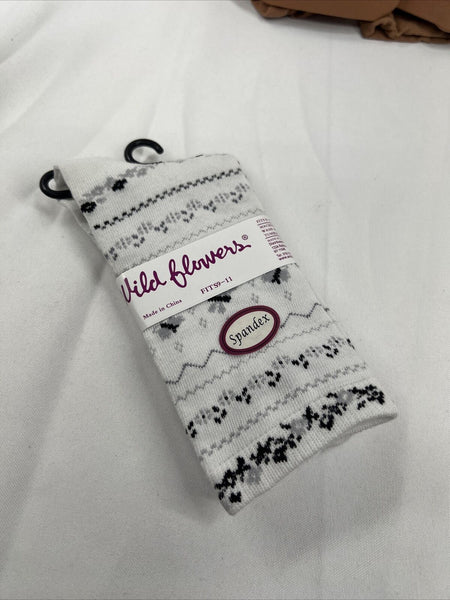 Wild flowers®
Made in China
FITS9-11
Spandex